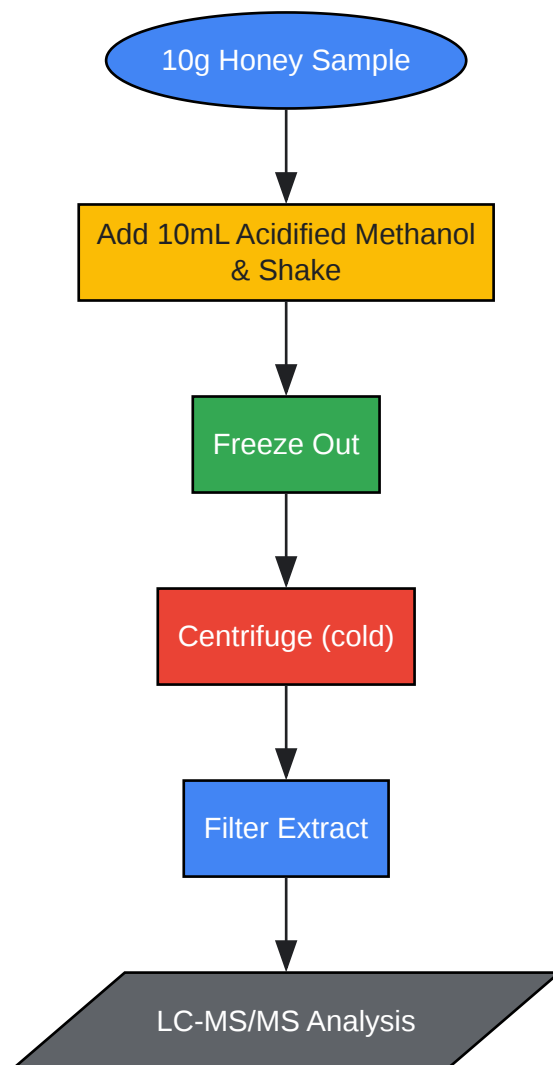 10g Honey Sample
Add 10mL Acidified Methanol
& Shake
Freeze Out
Centrifuge (cold)
Filter Extract
LC-MS/MS Analysis